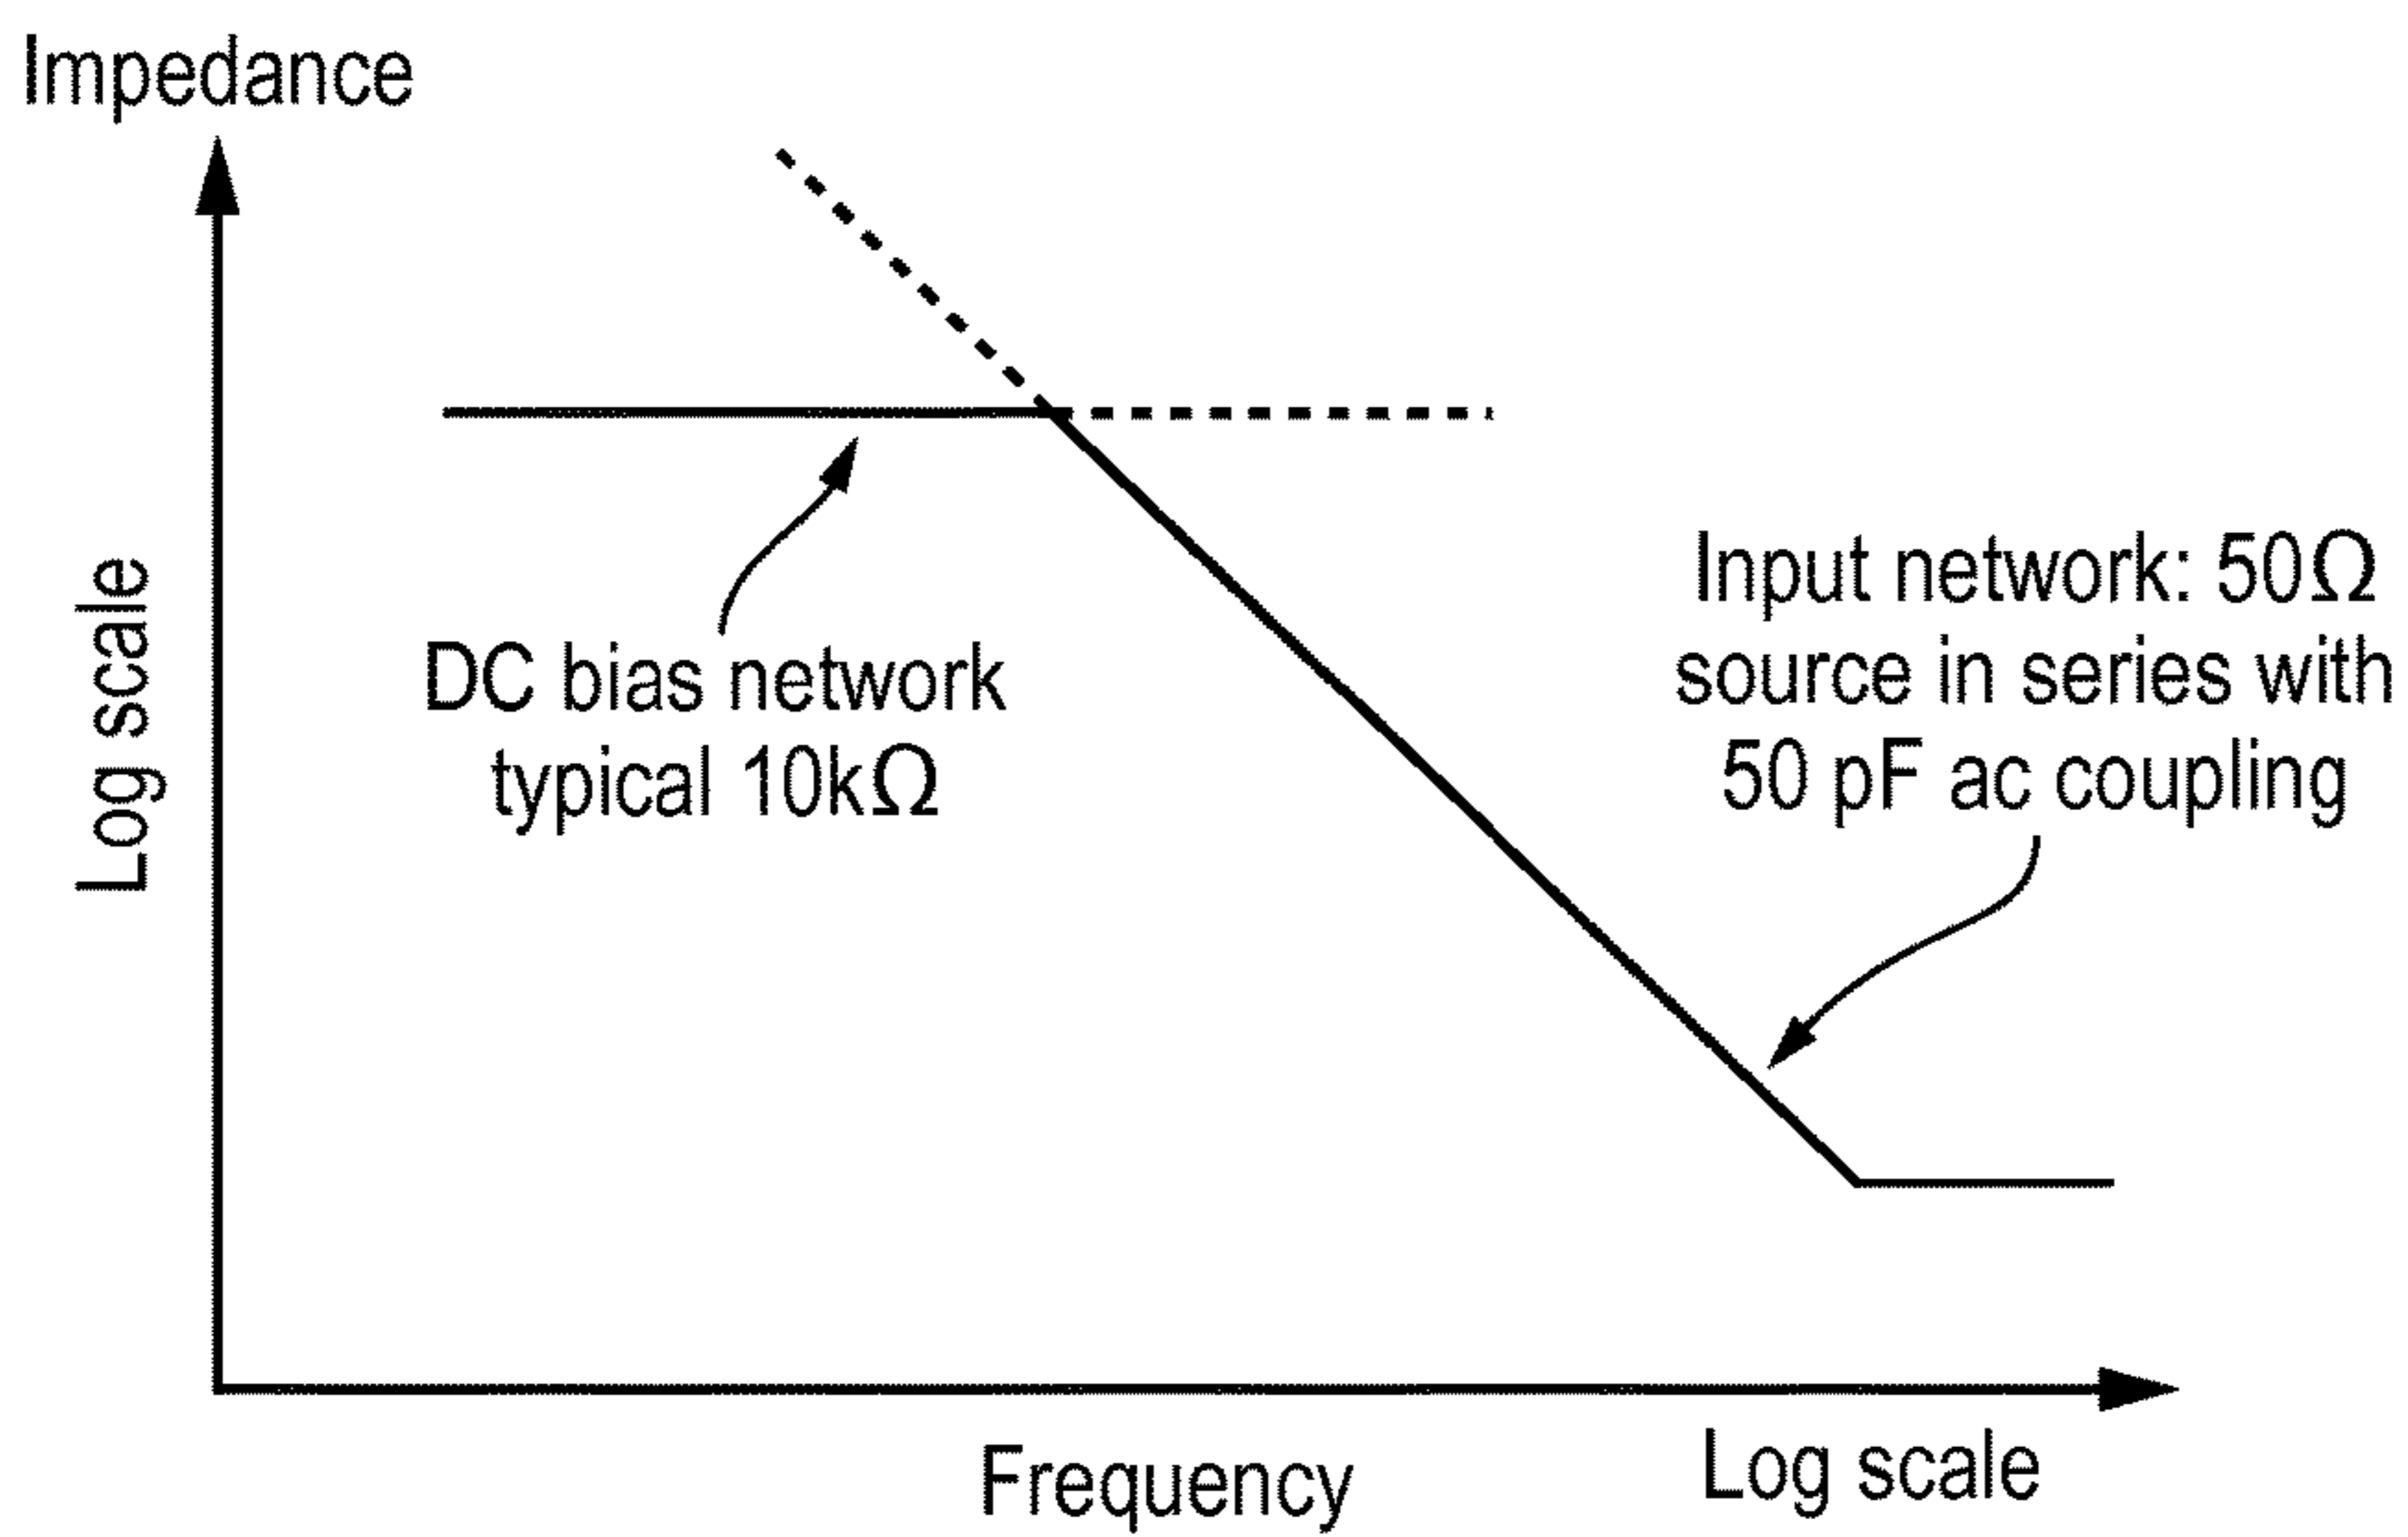 Impedance
Log scale
DC bias network
typical 10kΩ
Input network: 50Ω
source in series with
50 pF ac coupling
Frequency
Log scale